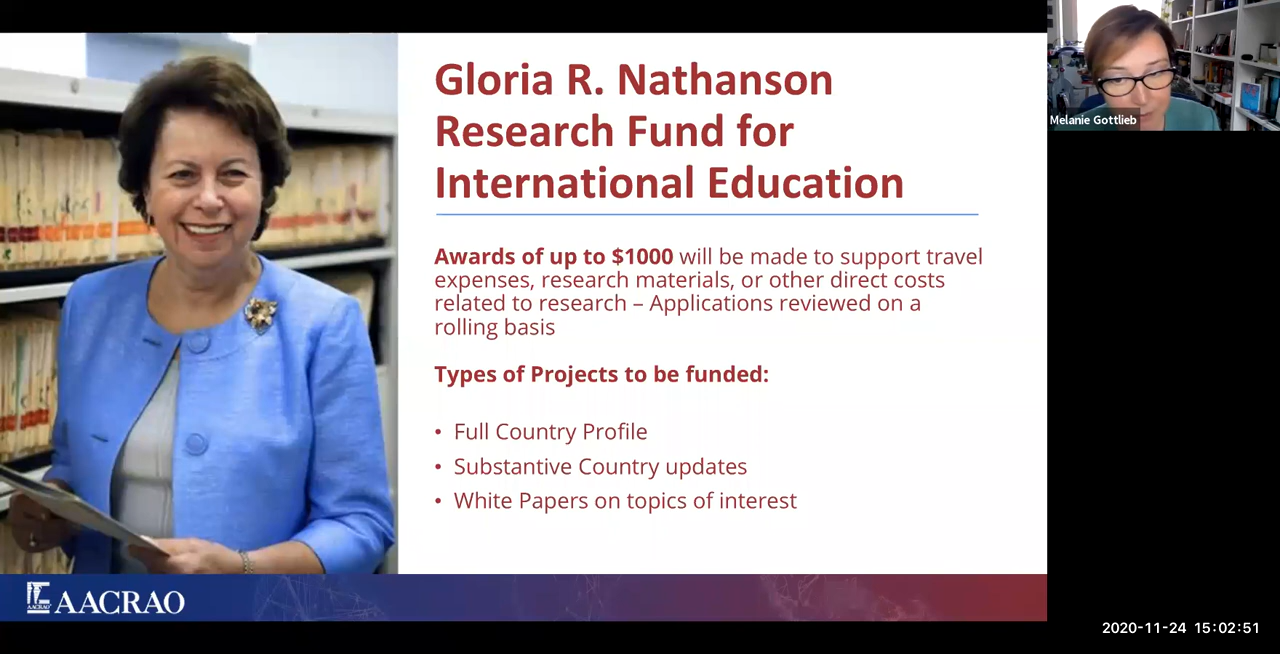 Gloria R. Nathanson
Research Fund for
International Education
Awards of up to $1000 will be made to support travel
expenses, research materials, or other direct costs
related to research – Applications reviewed on a
rolling basis
Types of Projects to be funded:
• Full Country Profile
• Substantive Country updates
• White Papers on topics of interest
AACRAO
AACRAO
Melanie Gottlieb
2020-11-24 15:02:51